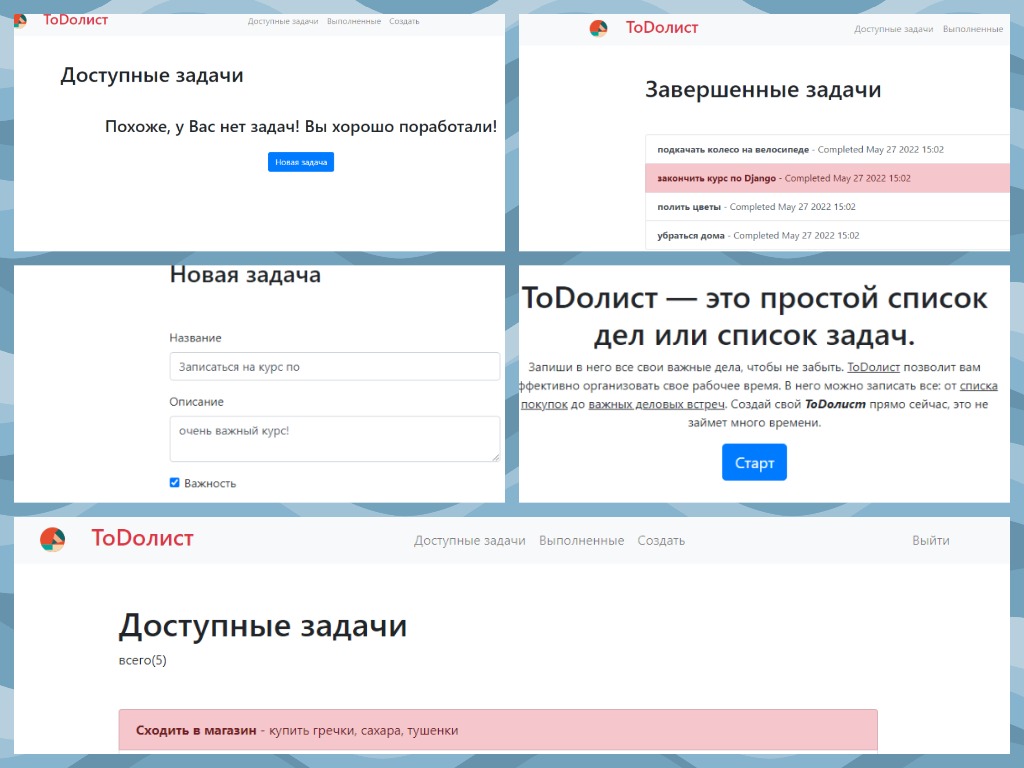 ТоDолист
Доступные задачи Выполненные Создать
Доступные задачи
Похоже, у Вас нет задач! Вы хорошо поработали!
Новая задача
ТоDолист
Доступные задачи Выполненные
Завершенные задачи
подкачать колесо на велосипеде - Completed May 27 2022 15:02
закончить курс по Django - Completed May 27 2022 15:02
полить цветы - Completed May 27 2022 15:02
убраться дома - Completed May 27 2022 15:02
Новая задача
Название
Записаться на курс по
Описание
очень важный курс!
Важность
ТоDолист — это простой список
дел или список задач.
Запиши в него все свои важные дела, чтобы не забыть. ТоDолист позволит вам
ффективно организовать свое рабочее время. В него можно записать все: от списка
покупок до важных деловых встреч. Создай свой ТоDолист прямо сейчас, это не
займет много времени.
Старт
ТоDолист
Доступные задачи Выполненные Создать Выйти
Доступные задачи
всего(5)
Сходить в магазин - купить гречки, сахара, тушенки